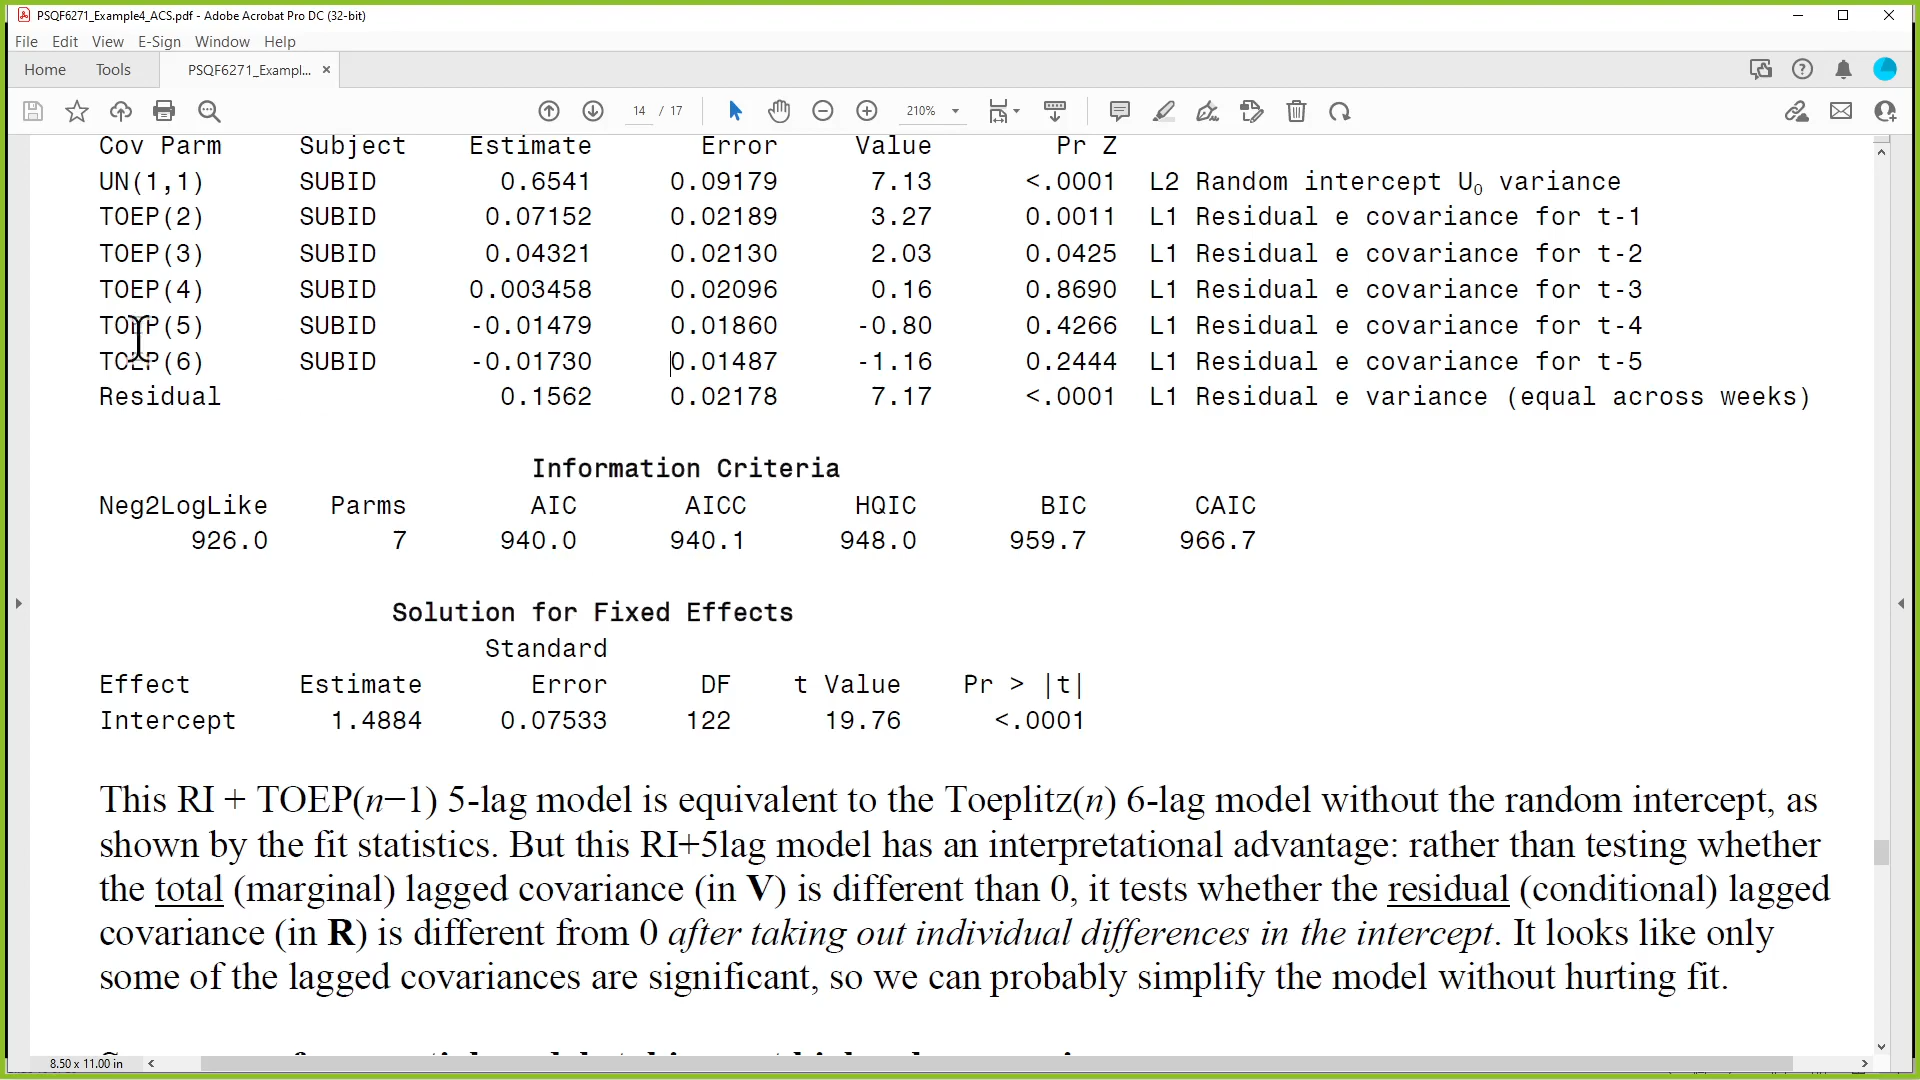 PSQF6271_Example4_ACS.pdf - Adobe Acrobat Pro DC (32-bit)
File Edit View E-Sign Window Help
Home Tools PSQF6271_Exampl... ×
14 / 17 210%
Cov Parm Subject Estimate Error Value Pr Z
UN(1,1) SUBID 0.6541 0.09179 7.13 <.0001 L2 Random intercept U₀ variance
TOEP(2) SUBID 0.07152 0.02189 3.27 0.0011 L1 Residual e covariance for t-1
TOEP(3) SUBID 0.04321 0.02130 2.03 0.0425 L1 Residual e covariance for t-2
TOEP(4) SUBID 0.003458 0.02096 0.16 0.8690 L1 Residual e covariance for t-3
TOEP(5) SUBID -0.01479 0.01860 -0.80 0.4266 L1 Residual e covariance for t-4
TOEP(6) SUBID -0.01730 0.01487 -1.16 0.2444 L1 Residual e covariance for t-5
Residual 0.1562 0.02178 7.17 <.0001 L1 Residual e variance (equal across weeks)
Information Criteria
Neg2LogLike Parms AIC AICC HQIC BIC CAIC
926.0 7 940.0 940.1 948.0 959.7 966.7
Solution for Fixed Effects
Standard
Effect Estimate Error DF t Value Pr > |t|
Intercept 1.4884 0.07533 122 19.76 <.0001
This RI + TOEP(n−1) 5-lag model is equivalent to the Toeplitz(n) 6-lag model without the random intercept, as
shown by the fit statistics. But this RI+5lag model has an interpretational advantage: rather than testing whether
the total (marginal) lagged covariance (in V) is different than 0, it tests whether the residual (conditional) lagged
covariance (in R) is different from 0 after taking out individual differences in the intercept. It looks like only
some of the lagged covariances are significant, so we can probably simplify the model without hurting fit.
8.50 x 11.00 in